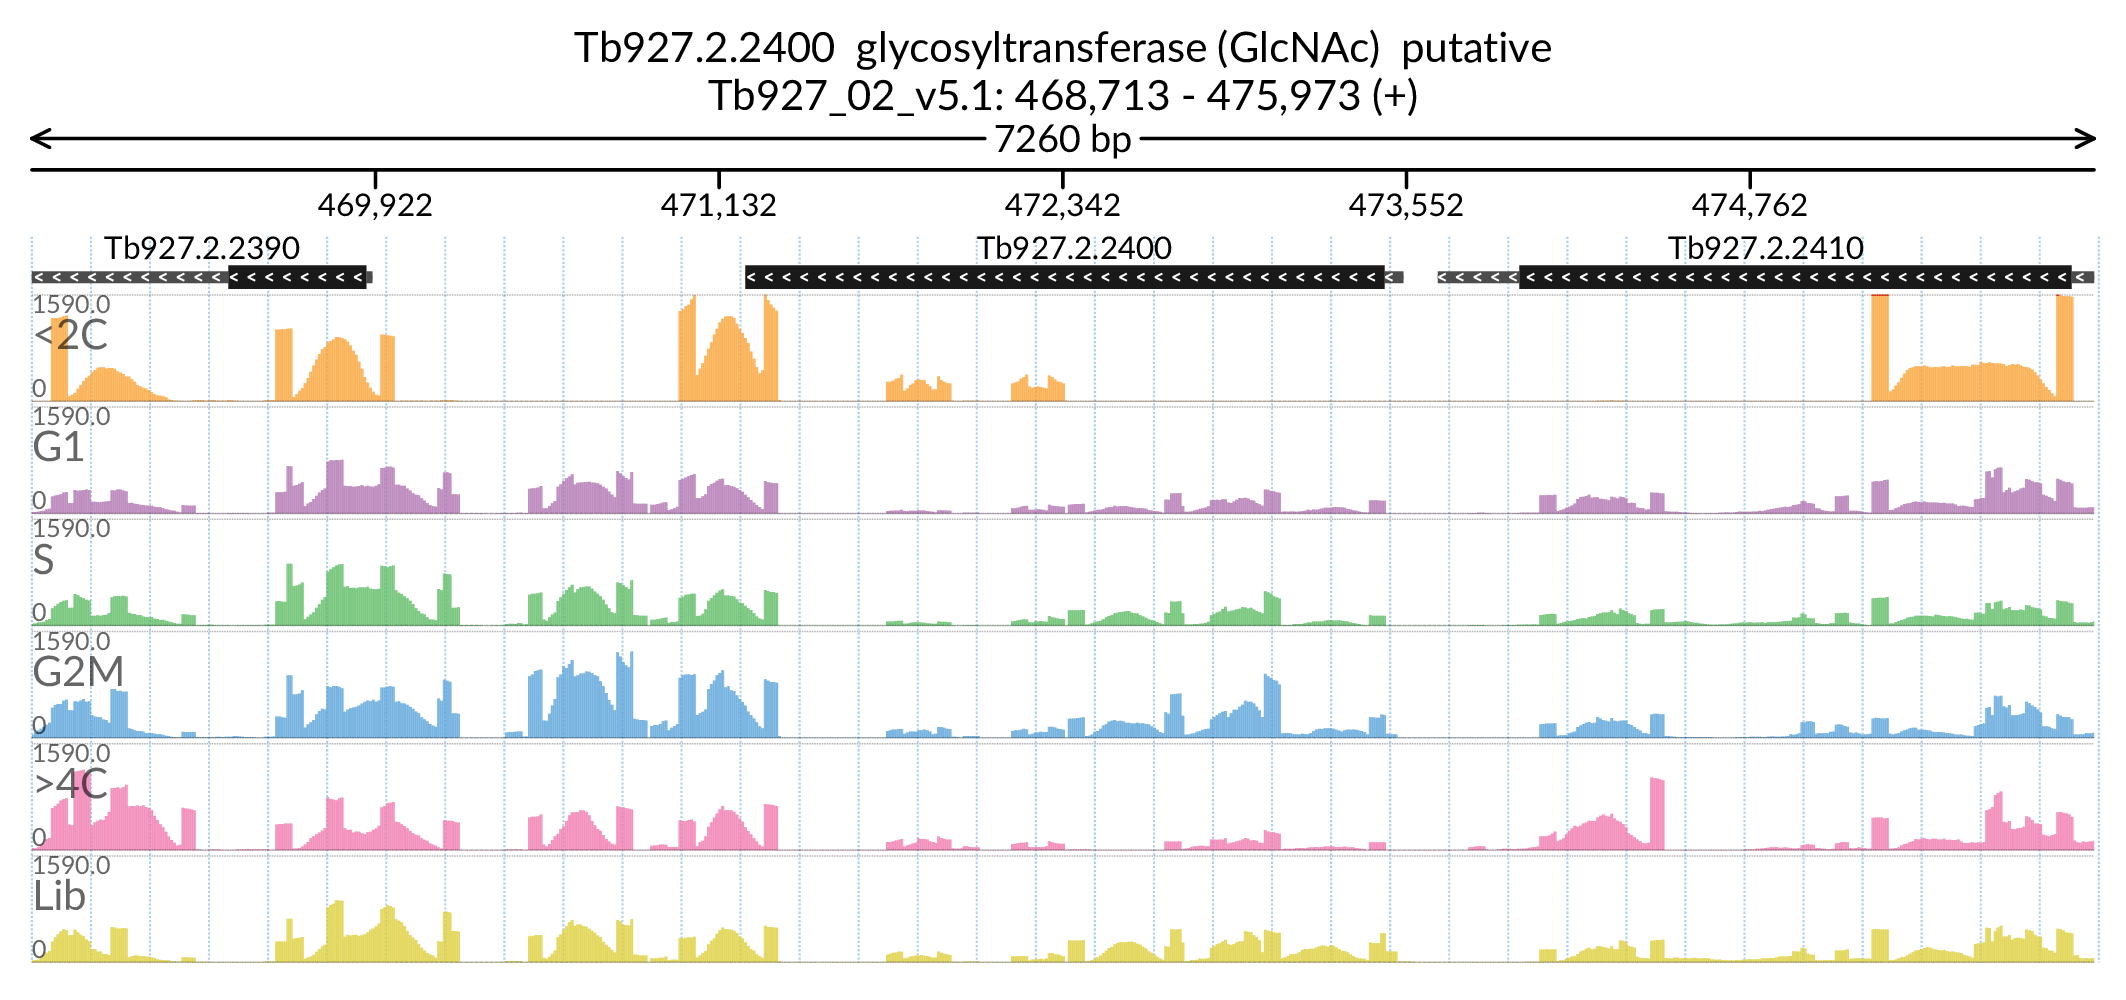 Tb927.2.2400 glycosyltransferase (GlcNAc) putative
Tb927_02_v5.1: 468,713 - 475,973 (+)
7260 bp
469,922 471,132 472,342 473,552 474,762
Tb927.2.2390 Tb927.2.2400 Tb927.2.2410
1590.0
<2C
0
1590.0
G1
0
1590.0
S
0
1590.0
G2M
0
1590.0
>4C
0
1590.0
Lib
0